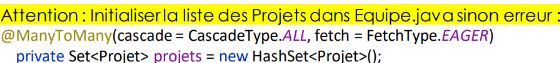 Attention : Initialiser la liste des Projets dans Equipe.java sinon erreur :
@ManyToMany(cascade = CascadeType.ALL, fetch = FetchType.EAGER)
private Set<Projet> projets = new HashSet<Projet>();